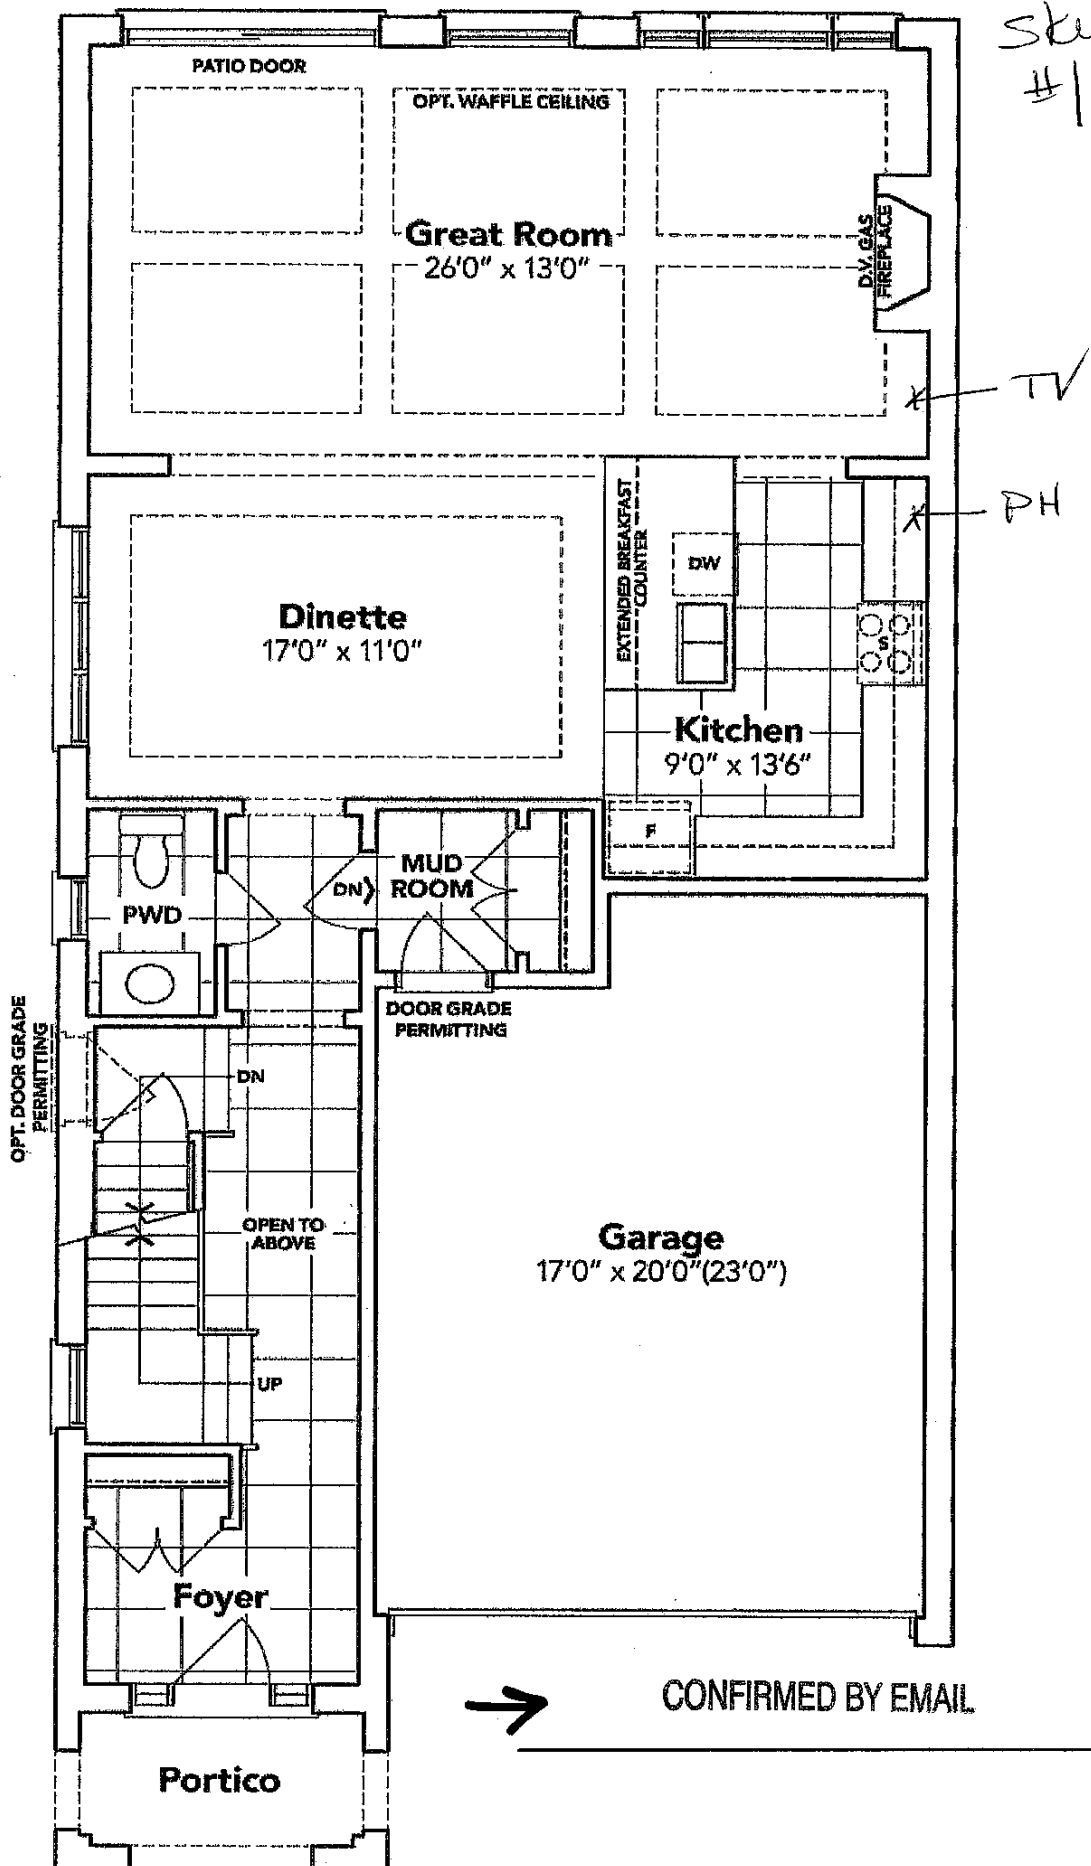 #1
PATIO DOOR
OPT. WAFFLE CEILING
Great Room
26'0" x 13'0"
D.V. GAS
FIREPLACE
TV
PH
EXTENDED BREAKFAST
COUNTER
DW
Dinette
17'0" x 11'0"
S
Kitchen
9'0" x 13'6"
F
MUD
ROOM
DN
PWD
DOOR GRADE
PERMITTING
OPT. DOOR GRADE
PERMITTING
DN
OPEN TO
ABOVE
Garage
17'0" x 20'0"(23'0")
UP
Foyer
CONFIRMED BY EMAIL
Portico